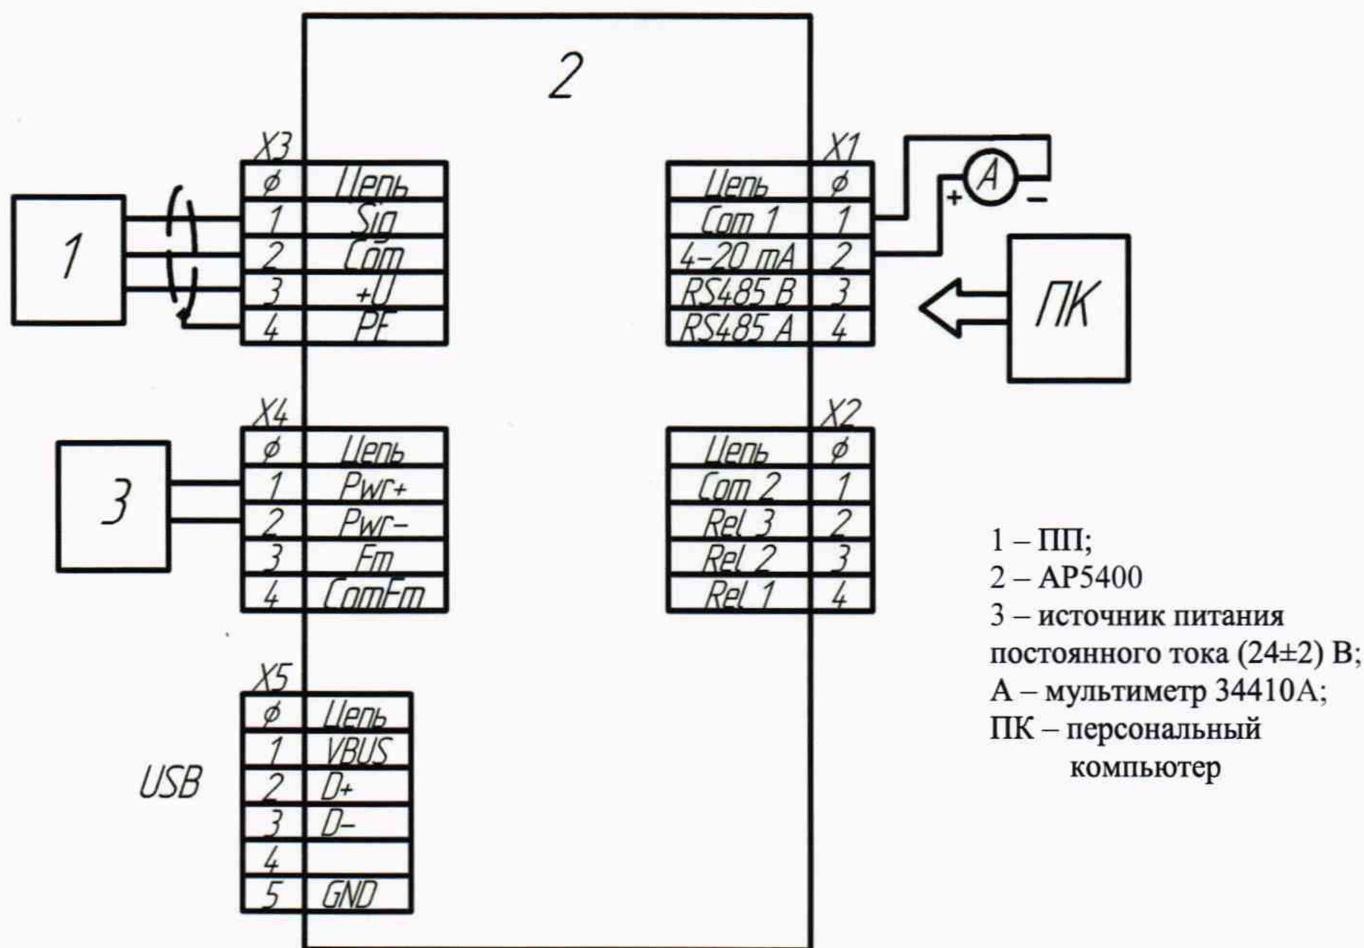 2
X3
ϕ Цепь
1 Sig
2 Com
3 +U
4 PE
1
X1
Цепь ϕ
Com 1 1
4-20 mA 2
RS485 B 3
RS485 A 4
A
+ –
ПК
X4
ϕ Цепь
1 Pwr+
2 Pwr-
3 Fm
4 ComFm
3
X2
Цепь ϕ
Com 2 1
Rel 3 2
Rel 2 3
Rel 1 4
X5
ϕ Цепь
1 VBUS
2 D+
3 D-
4
5 GND
USB
1 – ПП;
2 – АР5400
3 – источник питания
постоянного тока (24±2) В;
А – мультиметр 34410А;
ПК – персональный
компьютер